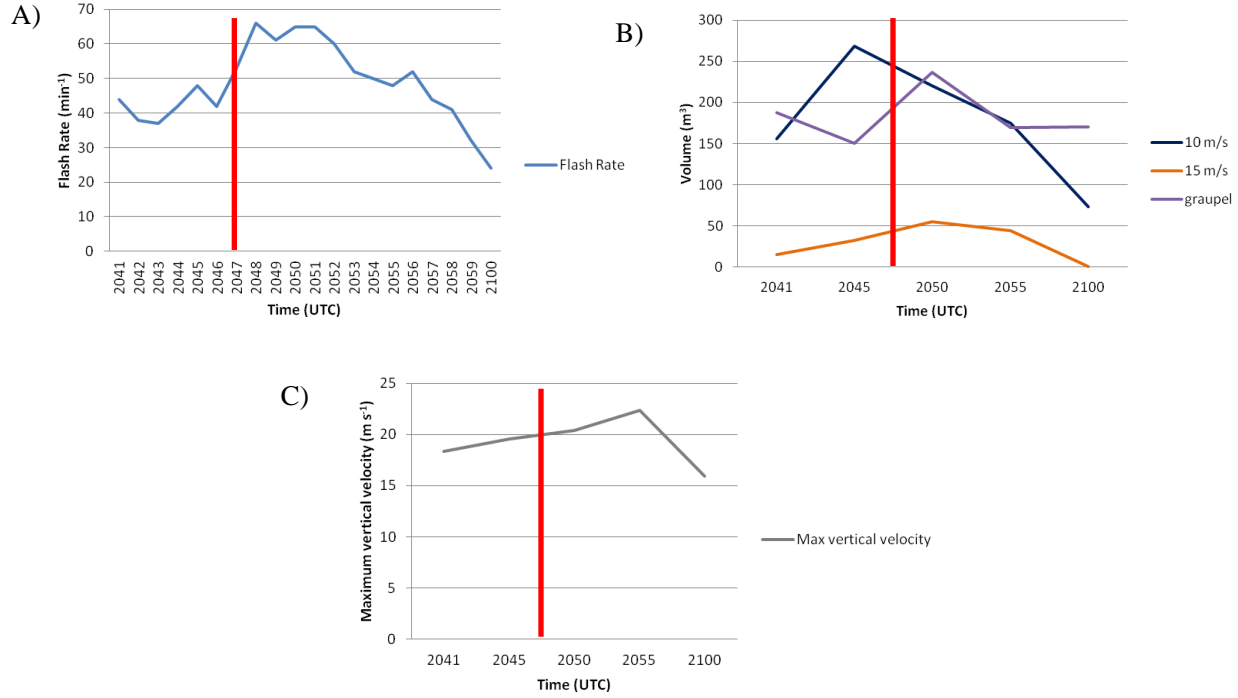 A)
70
60
50
40
30
20
10
0
Flash Rate (min⁻¹)
2041
2042
2043
2044
2045
2046
2047
2048
2049
2050
2051
2052
2053
2054
2055
2056
2057
2058
2059
2100
Time (UTC)
Flash Rate
B)
300
250
200
150
100
50
0
Volume (m³)
2041 2045 2050 2055 2100
Time (UTC)
10 m/s
15 m/s
graupel
C)
25
20
15
10
5
0
Maximum vertical velocity (m s⁻¹)
2041 2045 2050 2055 2100
Time (UTC)
Max vertical velocity